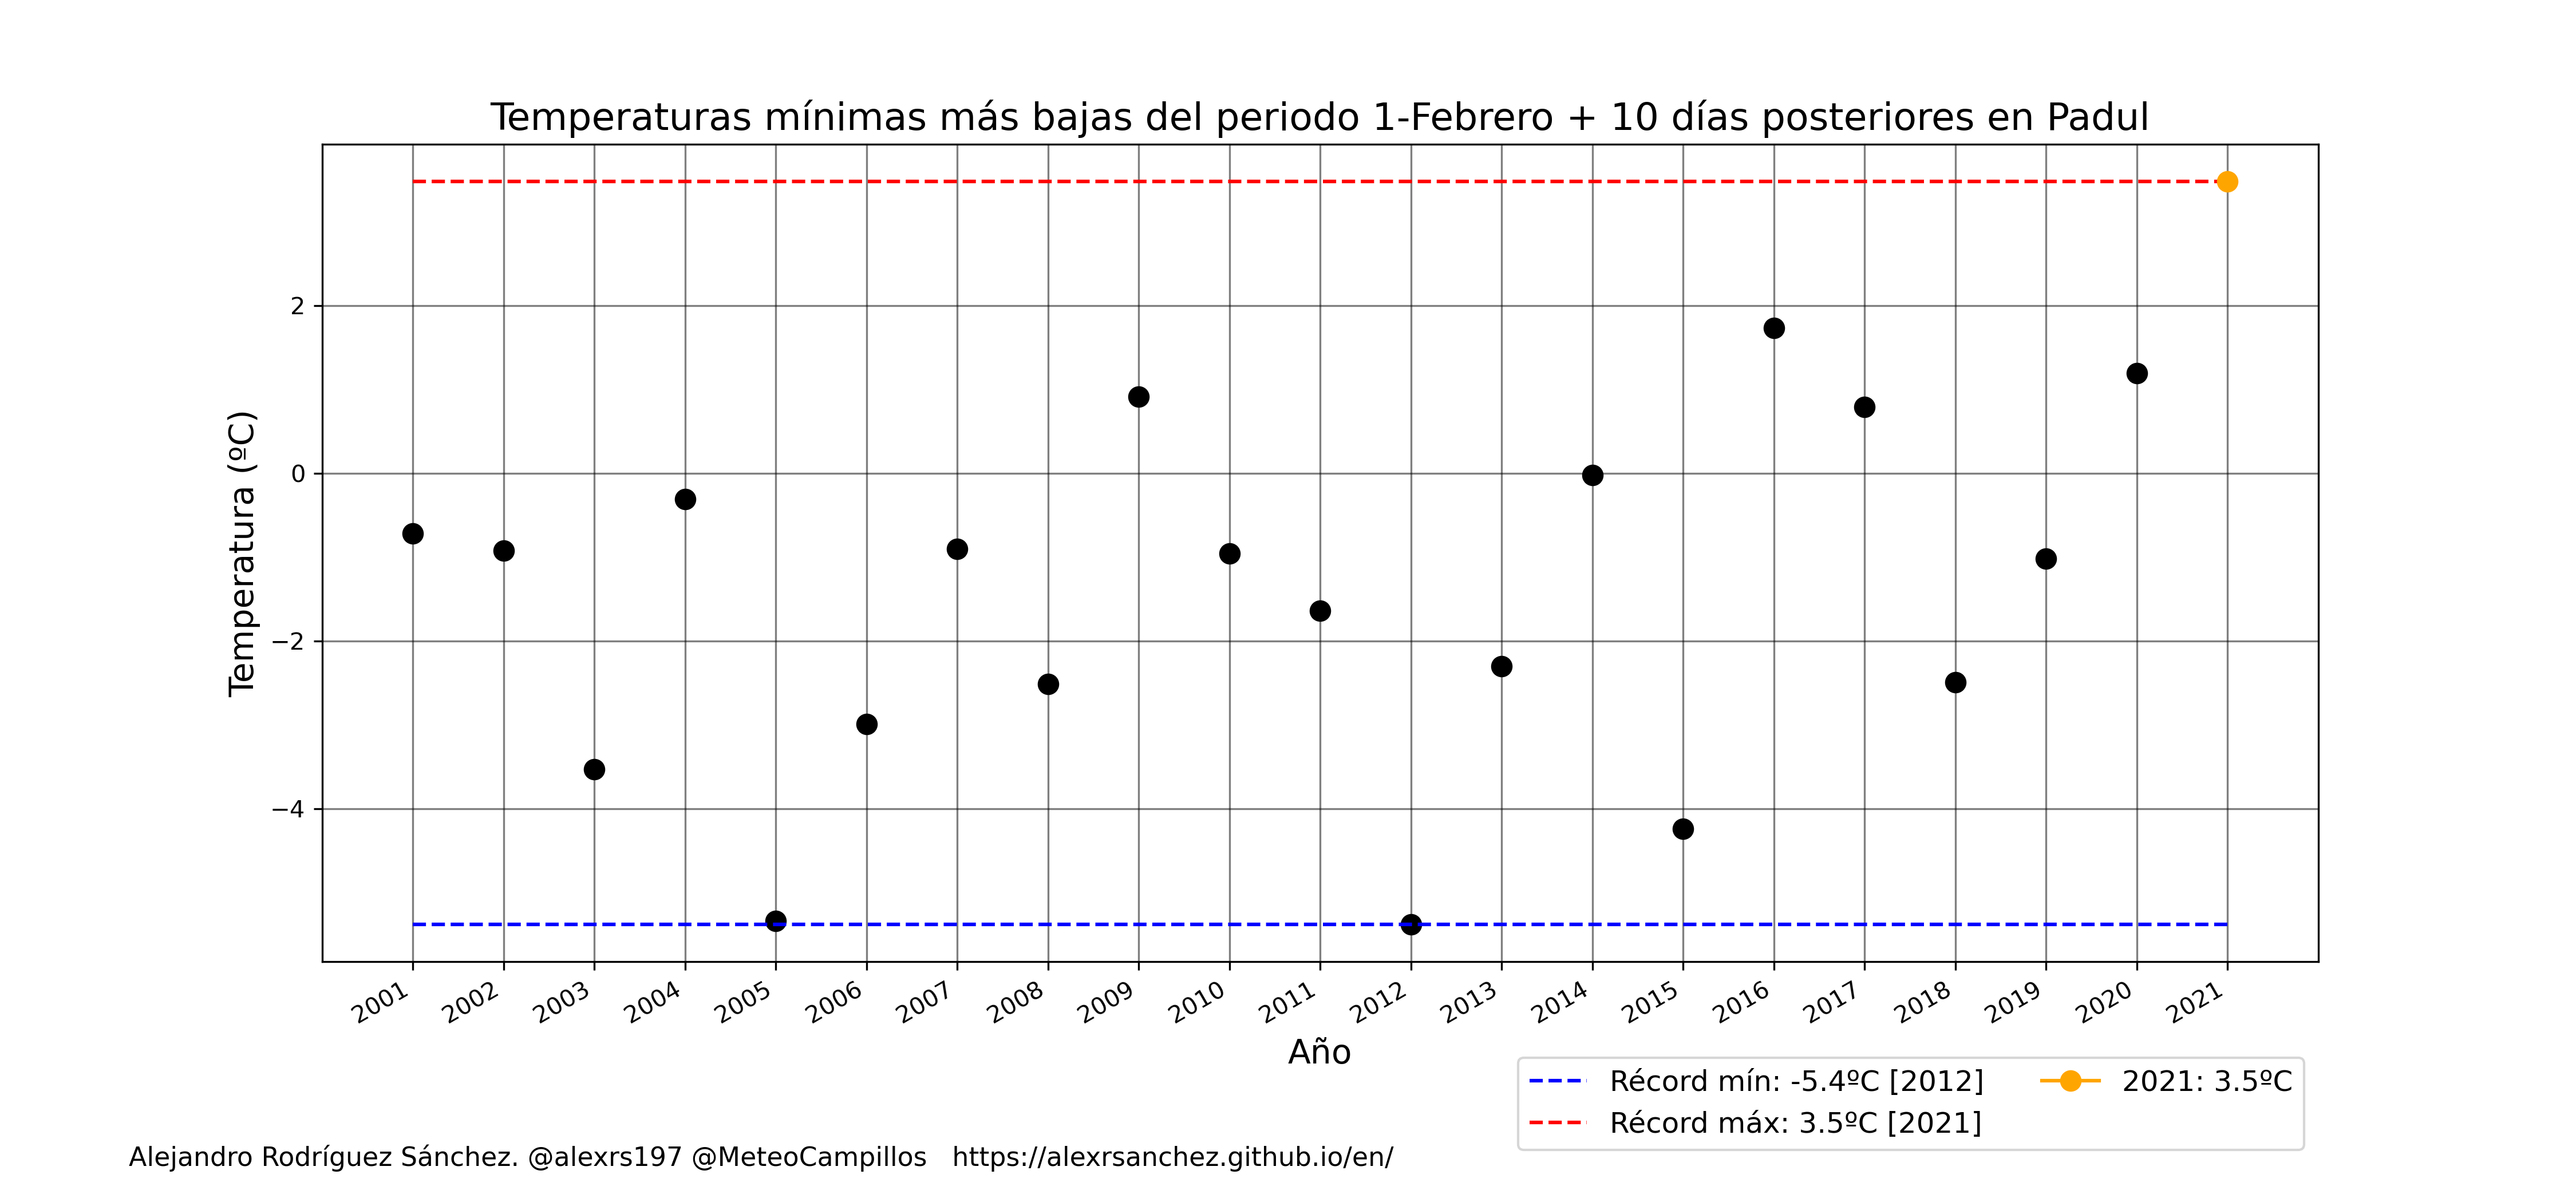 Temperaturas mínimas más bajas del periodo 1-Febrero + 10 días posteriores en Padul
Temperatura (ºC)
2
0
−2
−4
2001 2002 2003 2004 2005 2006 2007 2008 2009 2010 2011 2012 2013 2014 2015 2016 2017 2018 2019 2020 2021
Año
Récord mín: -5.4ºC [2012]
Récord máx: 3.5ºC [2021]
2021: 3.5ºC
Alejandro Rodríguez Sánchez. @alexrs197 @MeteoCampillos https://alexrsanchez.github.io/en/